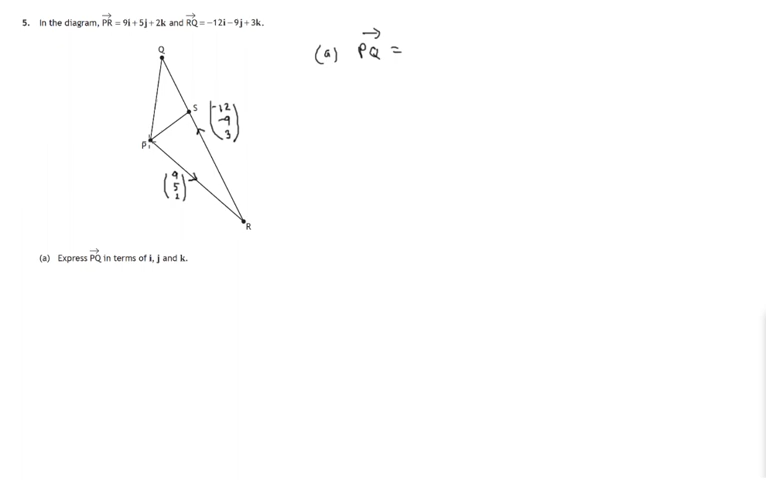 5. In the diagram, PR = 9i + 5j + 2k and RQ = −12i − 9j + 3k.
(a) PQ =
Q
S
-12
-9
3
P
9
5
2
R
(a) Express PQ in terms of i, j and k.